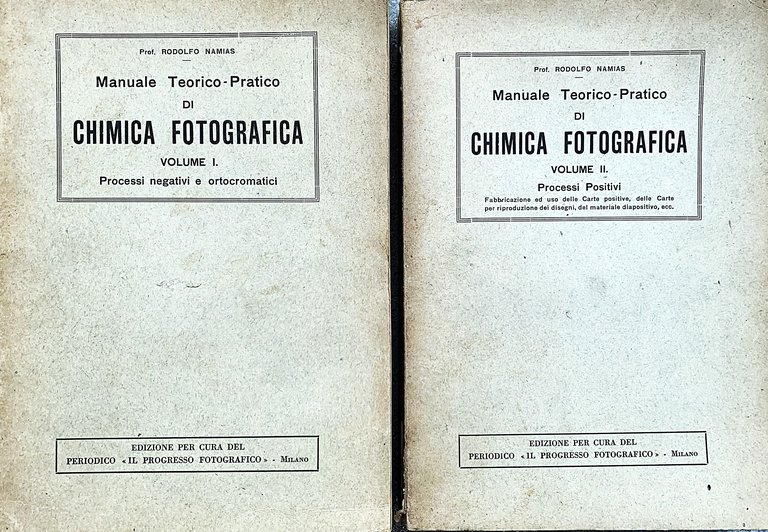 Prof. RODOLFO NAMIAS
Manuale Teorico-Pratico
DI
CHIMICA FOTOGRAFICA
VOLUME I.
Processi negativi e ortocromatici
EDIZIONE PER CURA DEL
PERIODICO «IL PROGRESSO FOTOGRAFICO» - MILANO
Prof. RODOLFO NAMIAS
Manuale Teorico-Pratico
DI
CHIMICA FOTOGRAFICA
VOLUME II.
Processi Positivi
Fabbricazione ed uso delle Carte positive, delle Carte
per riproduzione dei disegni, del materiale diapositivo, ecc.
EDIZIONE PER CURA DEL
PERIODICO «IL PROGRESSO FOTOGRAFICO» - MILANO